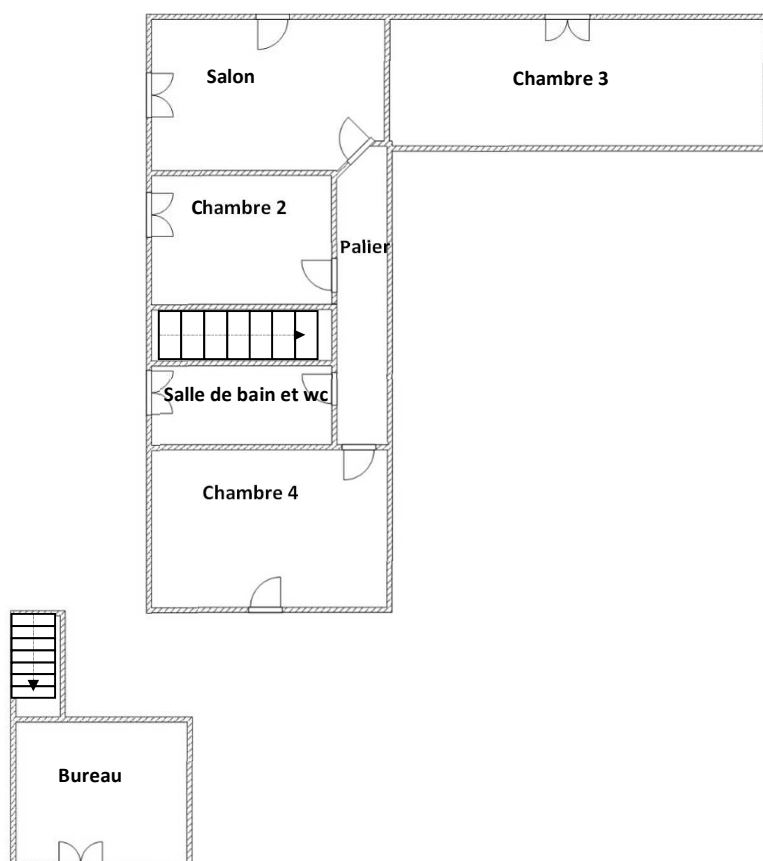 Salon
Chambre 3
Chambre 2
Palier
Salle de bain et wc
Chambre 4
Bureau